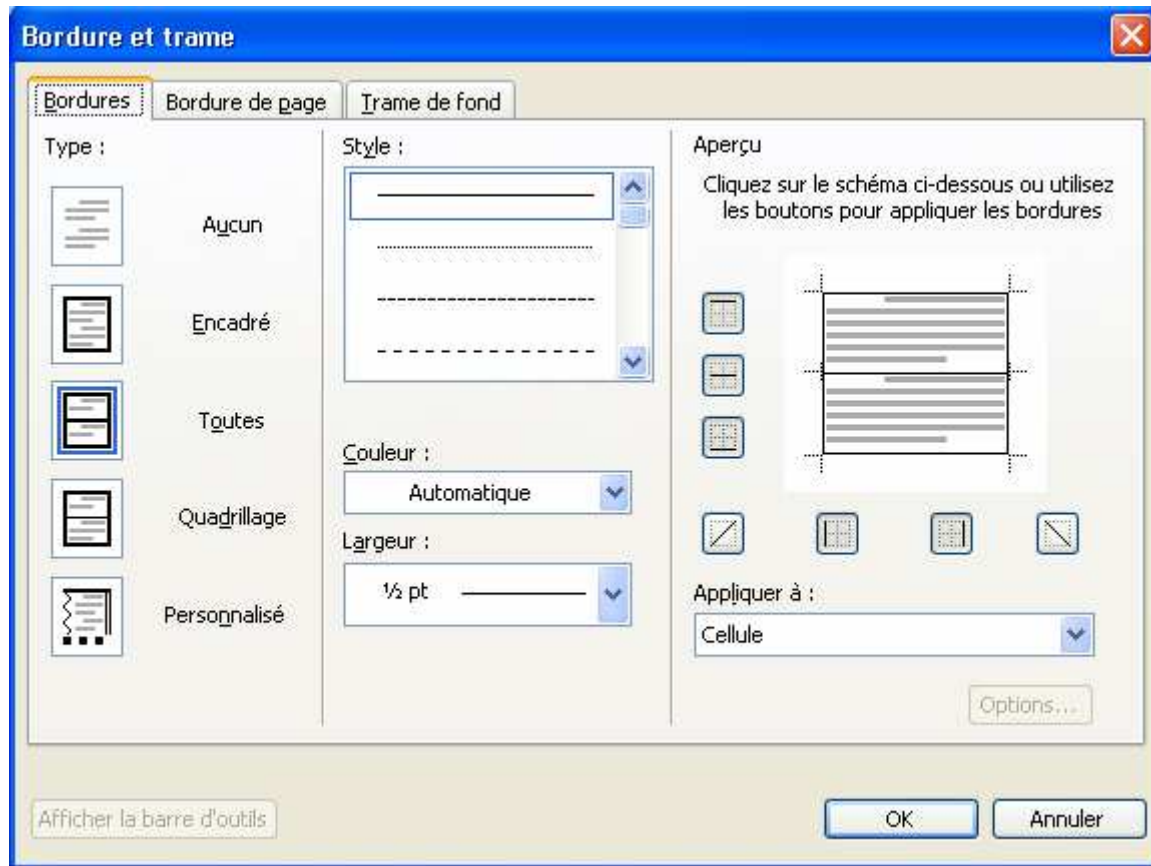 Bordure et trame
Bordures
Bordure de page
Trame de fond
Type :
Aucun
Encadré
Toutes
Quadrillage
Personnalisé
Style :
Couleur :
Automatique
Largeur :
½ pt
Aperçu
Cliquez sur le schéma ci-dessous ou utilisez
les boutons pour appliquer les bordures
Appliquer à :
Cellule
Options...
Afficher la barre d'outils
OK
Annuler